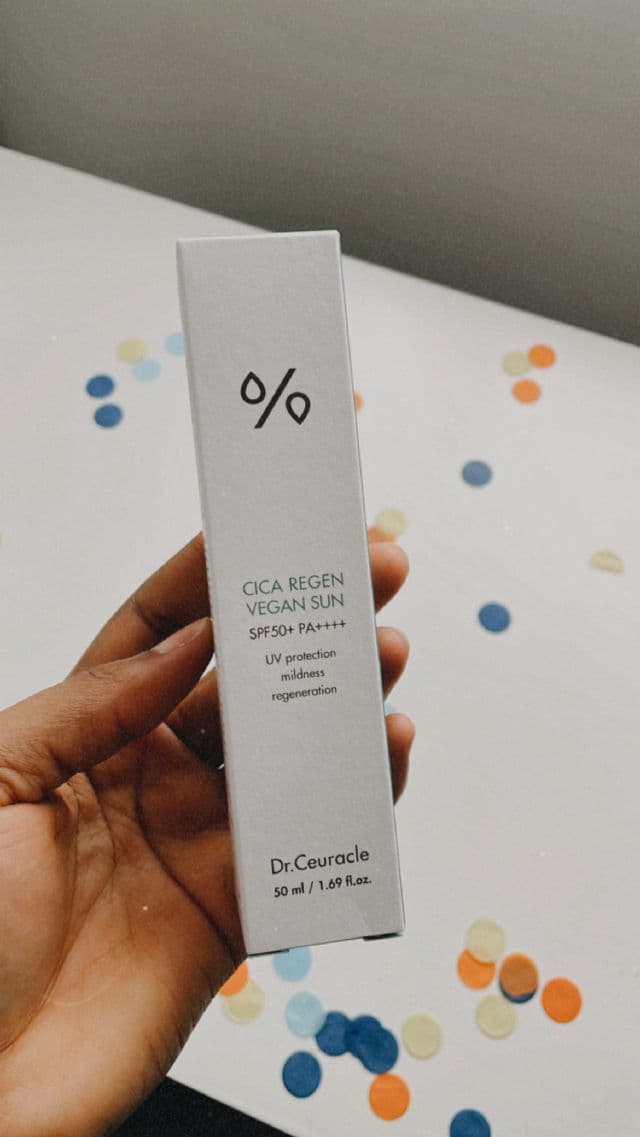 %
CICA REGEN
VEGAN SUN
SPF50+ PA++++
UV protection
mildness
regeneration
Dr.Ceuracle
50 ml / 1.69 fl.oz.